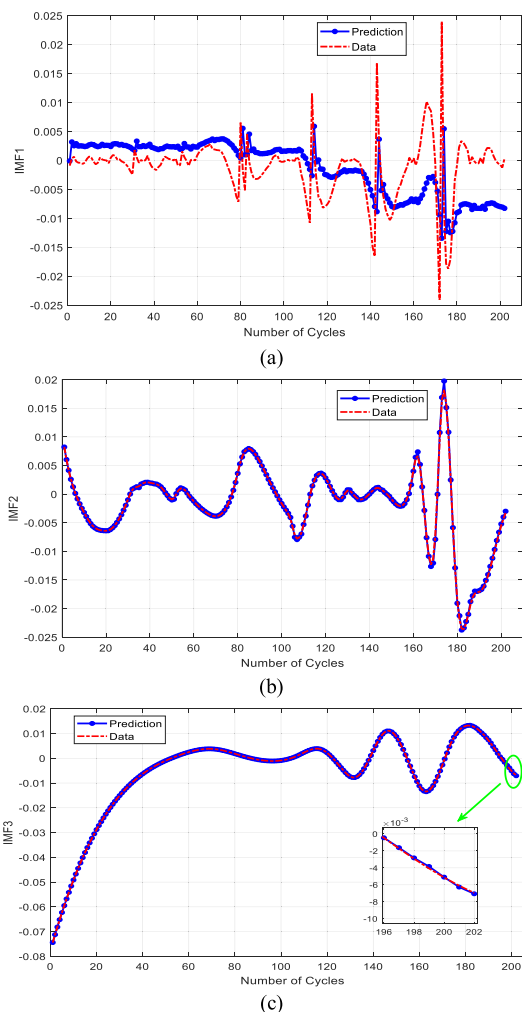 0.025
0.02
0.015
0.01
0.005
0
-0.005
-0.01
-0.015
-0.02
-0.025
IMF1
Prediction
Data
0 20 40 60 80 100 120 140 160 180 200
Number of Cycles
(a)
0.02
0.015
0.01
0.005
0
-0.005
-0.01
-0.015
-0.02
-0.025
IMF2
Prediction
Data
0 20 40 60 80 100 120 140 160 180 200
Number of Cycles
(b)
0.02
0.01
0
-0.01
-0.02
-0.03
-0.04
-0.05
-0.06
-0.07
-0.08
IMF3
Prediction
Data
×10⁻³
0
-2
-4
-6
-8
-10
196 198 200 202
0 20 40 60 80 100 120 140 160 180 200
Number of Cycles
(c)